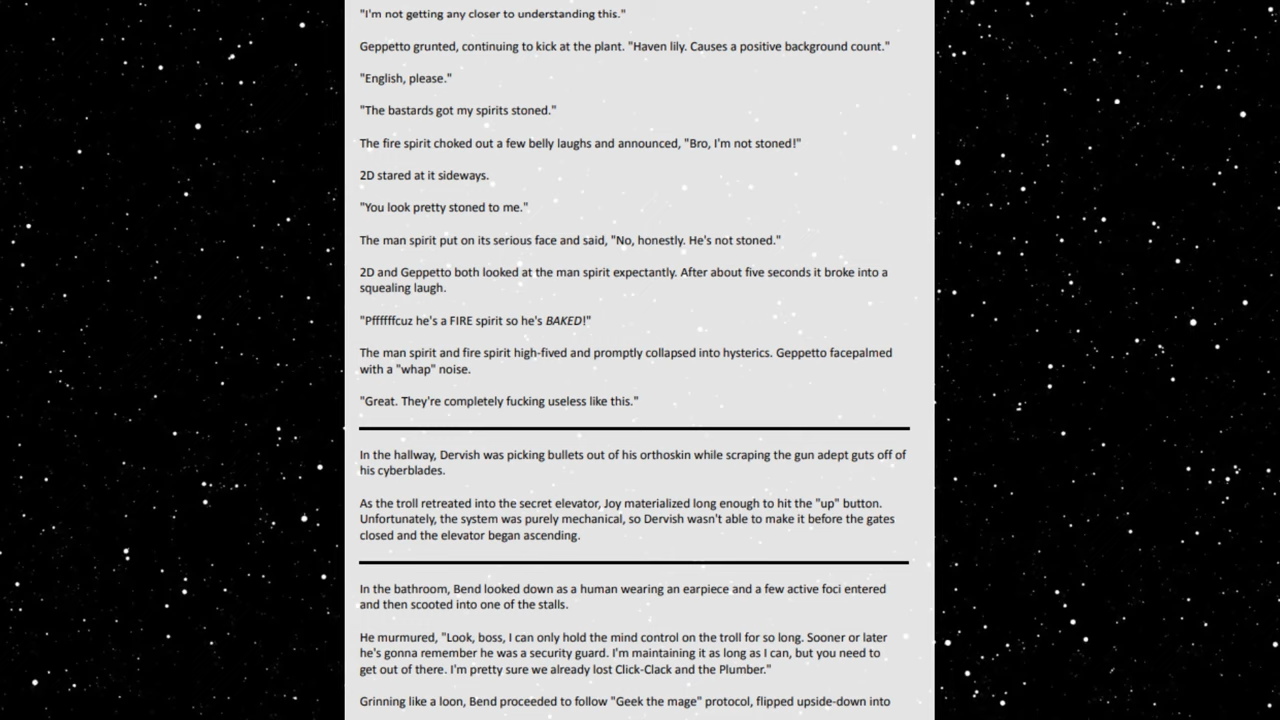 "I'm not getting any closer to understanding this."
Geppetto grunted, continuing to kick at the plant. "Haven lily. Causes a positive background count."
"English, please."
"The bastards got my spirits stoned."
The fire spirit choked out a few belly laughs and announced, "Bro, I'm not stoned!"
2D stared at it sideways.
"You look pretty stoned to me."
The man spirit put on its serious face and said, "No, honestly. He's not stoned."
2D and Geppetto both looked at the man spirit expectantly. After about five seconds it broke into a
squealing laugh.
"Pffffffcuz he's a FIRE spirit so he's BAKED!"
The man spirit and fire spirit high-fived and promptly collapsed into hysterics. Geppetto facepalmed
with a "whap" noise.
"Great. They're completely fucking useless like this."
In the hallway, Dervish was picking bullets out of his orthoskin while scraping the gun adept guts off of
his cyberblades.
As the troll retreated into the secret elevator, Joy materialized long enough to hit the "up" button.
Unfortunately, the system was purely mechanical, so Dervish wasn't able to make it before the gates
closed and the elevator began ascending.
In the bathroom, Bend looked down as a human wearing an earpiece and a few active foci entered
and then scooted into one of the stalls.
He murmured, "Look, boss, I can only hold the mind control on the troll for so long. Sooner or later
he's gonna remember he was a security guard. I'm maintaining it as long as I can, but you need to
get out of there. I'm pretty sure we already lost Click-Clack and the Plumber."
Grinning like a loon, Bend proceeded to follow "Geek the mage" protocol, flipped upside-down into